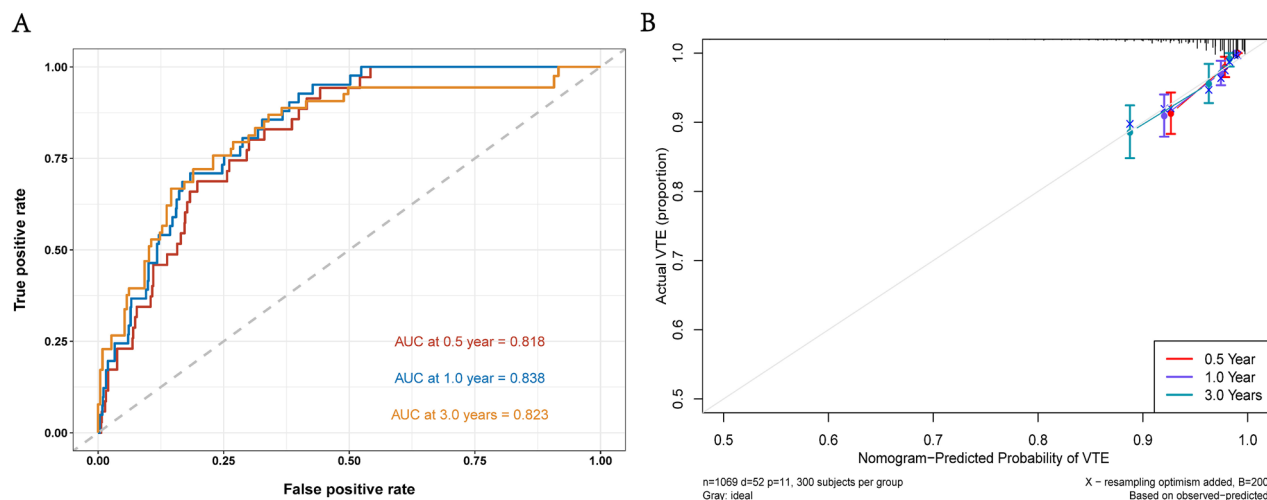 A
True positive rate
1.00
0.75
0.50
0.25
0.00
AUC at 0.5 year = 0.818
AUC at 1.0 year = 0.838
AUC at 3.0 years = 0.823
0.00 0.25 0.50 0.75 1.00
False positive rate
B
Actual VTE (proportion)
1.0
0.9
0.8
0.7
0.6
0.5
0.5 Year
1.0 Year
3.0 Years
0.5 0.6 0.7 0.8 0.9 1.0
Nomogram−Predicted Probability of VTE
n=1069 d=52 p=11, 300 subjects per group
Gray: ideal
X − resampling optimism added, B=200
Based on observed−predicted